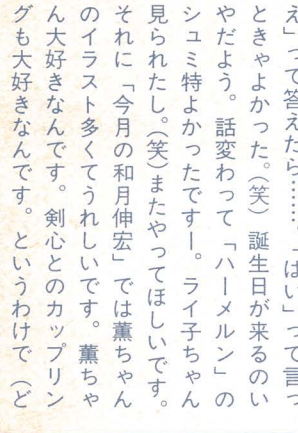 え」って答えたら……。「はい」って言っ
ときゃよかった。(笑) 誕生日が来るのい
やだよう。話変わって「ハーメルン」の
シュミ特よかったですー。ライ子ちゃん
見られたし。(笑)またやってほしいです。
それに「今月の和月伸宏」では薫ちゃん
のイラスト多くてうれしいです。薫ちゃ
ん大好きなんです。剣心とのカップリン
グも大好きなんです。というわけで(ど